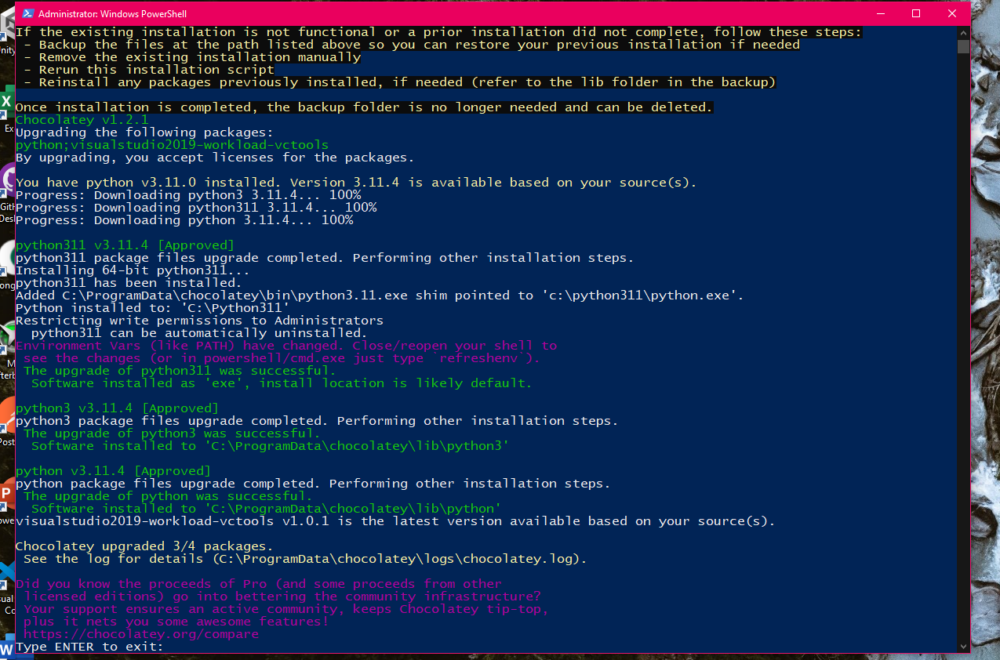 Administrator: Windows PowerShell
If the existing installation is not functional or a prior installation did not complete, follow these steps:
- Backup the files at the path listed above so you can restore your previous installation if needed
- Remove the existing installation manually
- Rerun this installation script
- Reinstall any packages previously installed, if needed (refer to the lib folder in the backup)
Once installation is completed, the backup folder is no longer needed and can be deleted.
Chocolatey v1.2.1
Upgrading the following packages:
python;visualstudio2019-workload-vctools
By upgrading, you accept licenses for the packages.
You have python v3.11.0 installed. Version 3.11.4 is available based on your source(s).
Progress: Downloading python3 3.11.4... 100%
Progress: Downloading python311 3.11.4... 100%
Progress: Downloading python 3.11.4... 100%
python311 v3.11.4 [Approved]
python311 package files upgrade completed. Performing other installation steps.
Installing 64-bit python311...
python311 has been installed.
Added C:\ProgramData\chocolatey\bin\python3.11.exe shim pointed to 'c:\python311\python.exe'.
Python installed to: 'C:\Python311'
Restricting write permissions to Administrators
python311 can be automatically uninstalled.
Environment Vars (like PATH) have changed. Close/reopen your shell to
see the changes (or in powershell/cmd.exe just type `refreshenv`).
The upgrade of python311 was successful.
Software installed as 'exe', install location is likely default.
python3 v3.11.4 [Approved]
python3 package files upgrade completed. Performing other installation steps.
The upgrade of python3 was successful.
Software installed to 'C:\ProgramData\chocolatey\lib\python3'
python v3.11.4 [Approved]
python package files upgrade completed. Performing other installation steps.
The upgrade of python was successful.
Software installed to 'C:\ProgramData\chocolatey\lib\python'
visualstudio2019-workload-vctools v1.0.1 is the latest version available based on your source(s).
Chocolatey upgraded 3/4 packages.
See the log for details (C:\ProgramData\chocolatey\logs\chocolatey.log).
Did you know the proceeds of Pro (and some proceeds from other
licensed editions) go into bettering the community infrastructure?
Your support ensures an active community, keeps Chocolatey tip-top,
plus it nets you some awesome features!
https://chocolatey.org/compare
Type ENTER to exit: